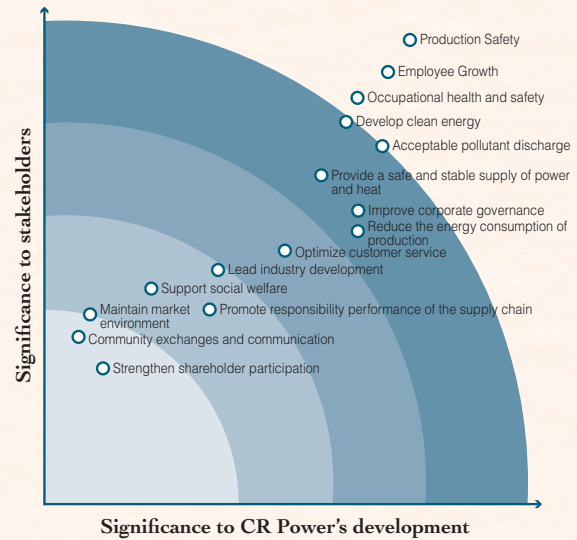 Production Safety
Employee Growth
Occupational health and safety
Develop clean energy
Acceptable pollutant discharge
Provide a safe and stable supply of power
and heat
Improve corporate governance
Reduce the energy consumption of
production
Optimize customer service
Lead industry development
Support social welfare
Promote responsibility performance of the supply chain
Maintain market
environment
Community exchanges and communication
Strengthen shareholder participation
Significance to stakeholders
Significance to CR Power's development